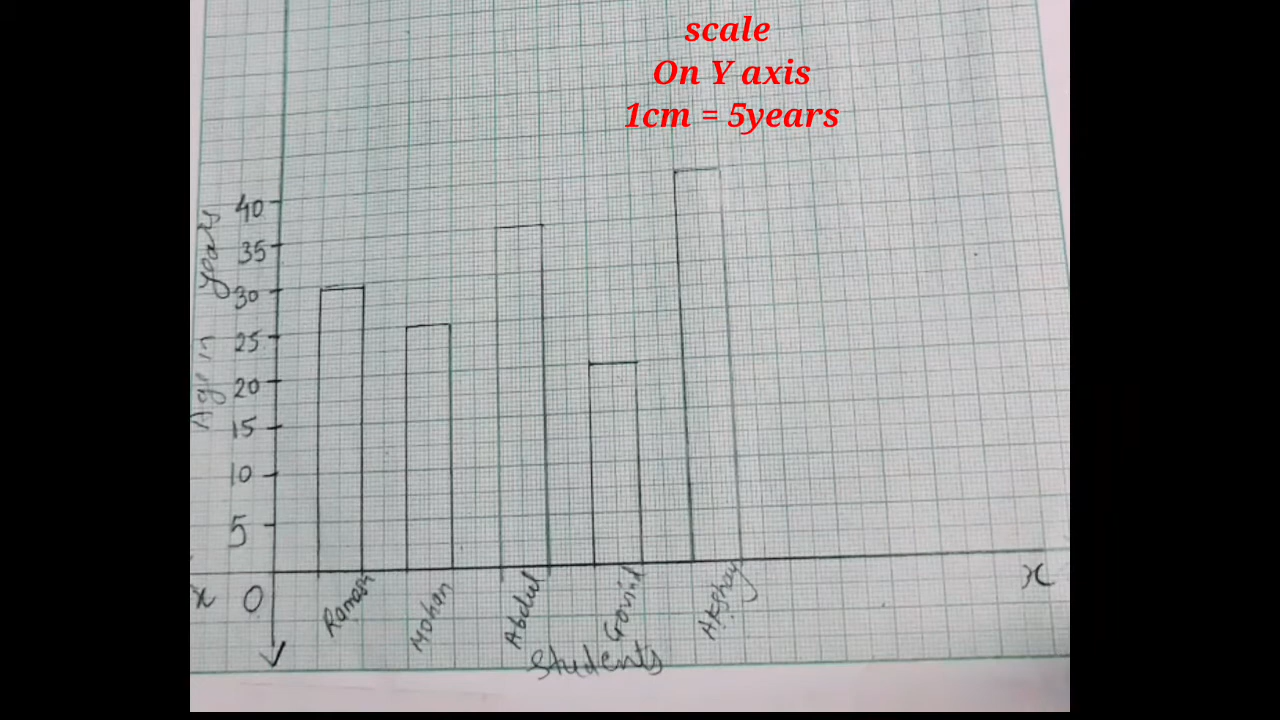 scale
On Y axis
1cm = 5years
40
35
30
25
20
15
10
5
Age in years
x O x
Ramesh Mohan Abdul Govind Akshay
Students